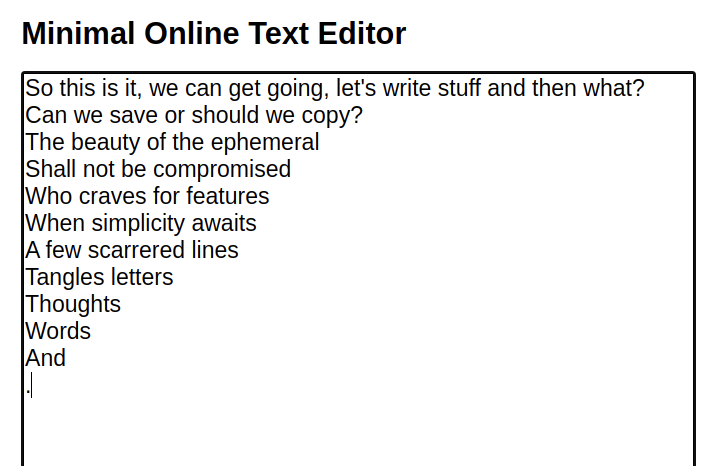 Minimal Online Text Editor
So this is it, we can get going, let's write stuff and then what?
Can we save or should we copy?
The beauty of the ephemeral
Shall not be compromised
Who craves for features
When simplicity awaits
A few scarrered lines
Tangles letters
Thoughts
Words
And
.